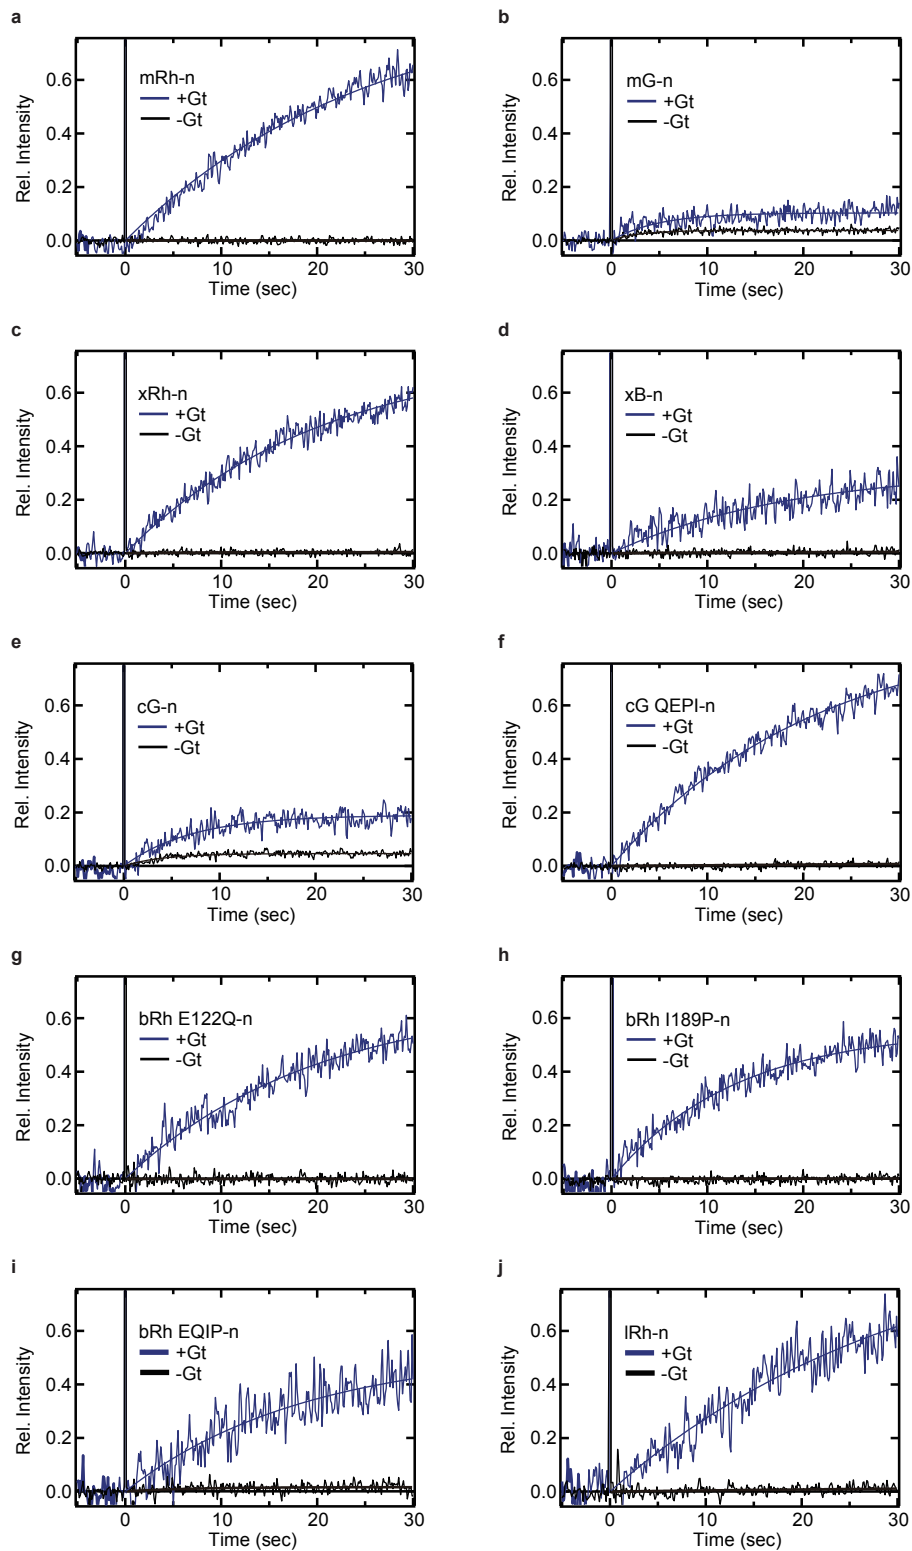 a
mRh-n
+Gt
-Gt
Rel. Intensity
0.6
0.4
0.2
0.0
0 10 20 30
Time (sec)
b
mG-n
+Gt
-Gt
Rel. Intensity
0.6
0.4
0.2
0.0
0 10 20 30
Time (sec)
c
xRh-n
+Gt
-Gt
Rel. Intensity
0.6
0.4
0.2
0.0
0 10 20 30
Time (sec)
d
xB-n
+Gt
-Gt
Rel. Intensity
0.6
0.4
0.2
0.0
0 10 20 30
Time (sec)
e
cG-n
+Gt
-Gt
Rel. Intensity
0.6
0.4
0.2
0.0
0 10 20 30
Time (sec)
f
cG QEPI-n
+Gt
-Gt
Rel. Intensity
0.6
0.4
0.2
0.0
0 10 20 30
Time (sec)
g
bRh E122Q-n
+Gt
-Gt
Rel. Intensity
0.6
0.4
0.2
0.0
0 10 20 30
Time (sec)
h
bRh I189P-n
+Gt
-Gt
Rel. Intensity
0.6
0.4
0.2
0.0
0 10 20 30
Time (sec)
i
bRh EQIP-n
+Gt
-Gt
Rel. Intensity
0.6
0.4
0.2
0.0
0 10 20 30
Time (sec)
j
lRh-n
+Gt
-Gt
Rel. Intensity
0.6
0.4
0.2
0.0
0 10 20 30
Time (sec)